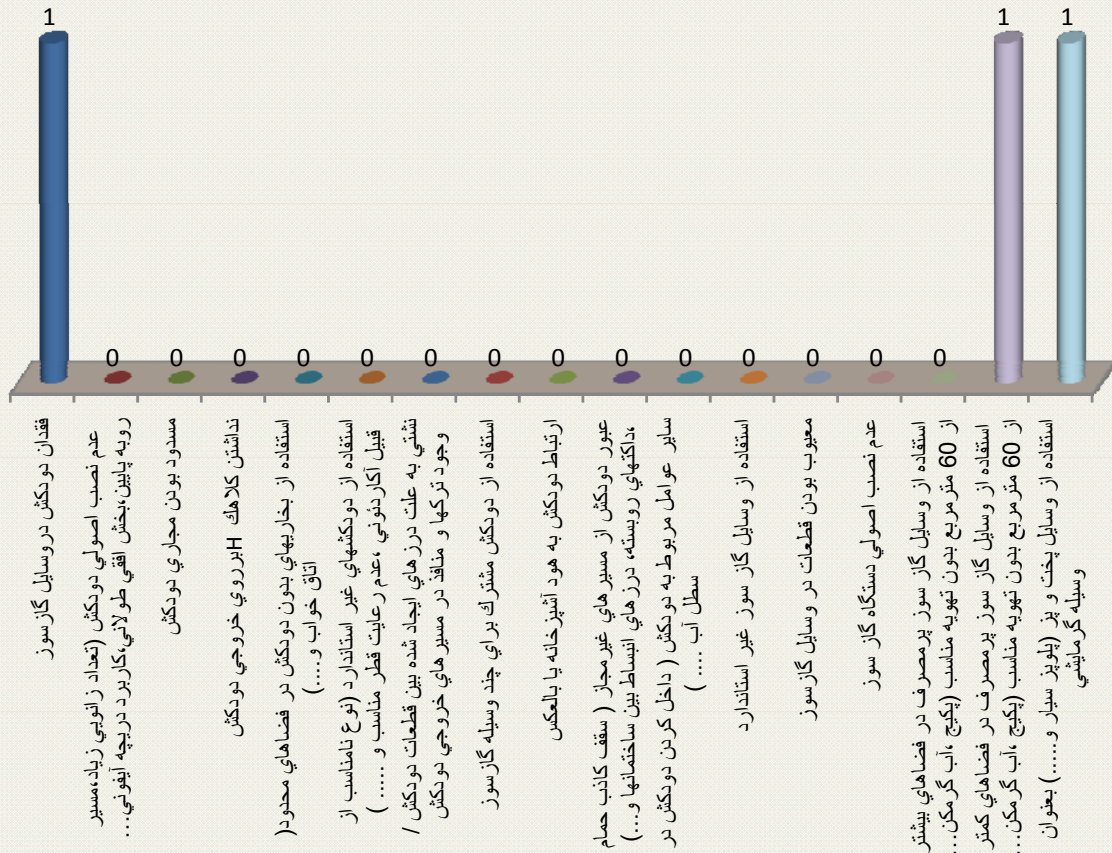 1
0
0
0
0
0
0
0
0
0
0
0
0
0
0
1
1
فقدان دودكش دروسايل گازسوز
عدم نصب اصولي دودكش (تعداد زانويي زياد،مسير
روبه پايين،بخش افقي طولاني،كاربرد دريچه آيفوني...
مسدود بودن مجاري دودكش
نداشتن كلاهك Hبرروي خروجي دودكش
استفاده از بخاريهاي بدون دودكش در فضاهاي محدود(
اتاق خواب و....)
استفاده از دودكشهاي غير استاندارد (نوع نامناسب از
قبيل آكاردئوني ،عدم رعايت قطر مناسب و ..... )
نشتي به علت درزهاي ايجاد شده بين قطعات دودكش /
وجود تركها و منافذ در مسيرهاي خروجي دودكش
استفاده از دودكش مشترك براي چند وسيله گازسوز
ارتباط دودكش به هود آشپزخانه يا بالعكس
عبور دودكش از مسيرهاي غيرمجاز ( سقف كاذب حمام
،داكتهاي روبسته، درزهاي انبساط بين ساختمانها و...)
ساير عوامل مربوط به دودكش ( داخل كردن دودكش در
سطل آب .... )
استفاده از وسايل گاز سوز غير استاندارد
معيوب بودن قطعات در وسايل گازسوز
عدم نصب اصولي دستگاه گاز سوز
استفاده از وسايل گاز سوز پرمصرف در فضاهاي بيشتر
از 60 مترمربع بدون تهويه مناسب (پكيج ،آب گرمكن...
استفاده از وسايل گاز سوز پرمصرف در فضاهاي كمتر
از 60 مترمربع بدون تهويه مناسب (پكيج ،آب گرمكن...
استفاده از وسايل پخت و پز (پلوپز سيار و.....) بعنوان
وسيله گرمايشي